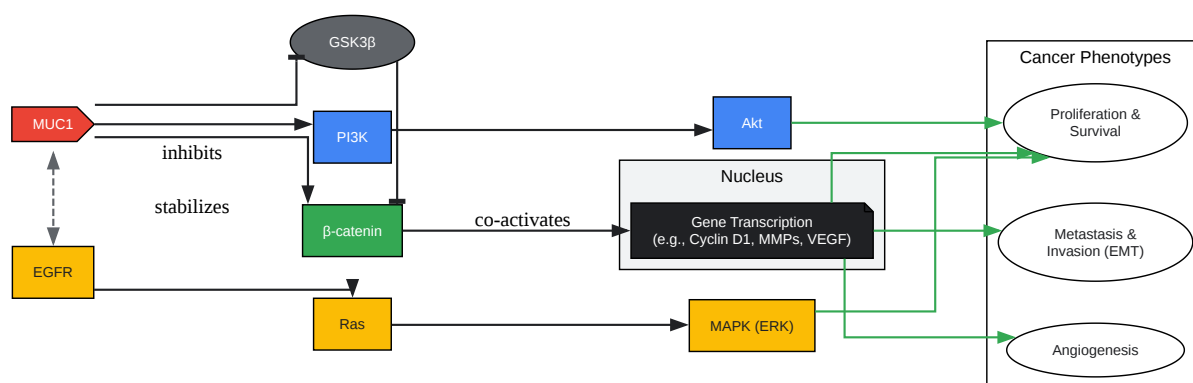 GSK3β
Cancer Phenotypes
MUC1
PI3K
Akt
Proliferation &
Survival
inhibits
stabilizes
Nucleus
β-catenin
co-activates
Gene Transcription
(e.g., Cyclin D1, MMPs, VEGF)
Metastasis &
Invasion (EMT)
EGFR
Ras
MAPK (ERK)
Angiogenesis